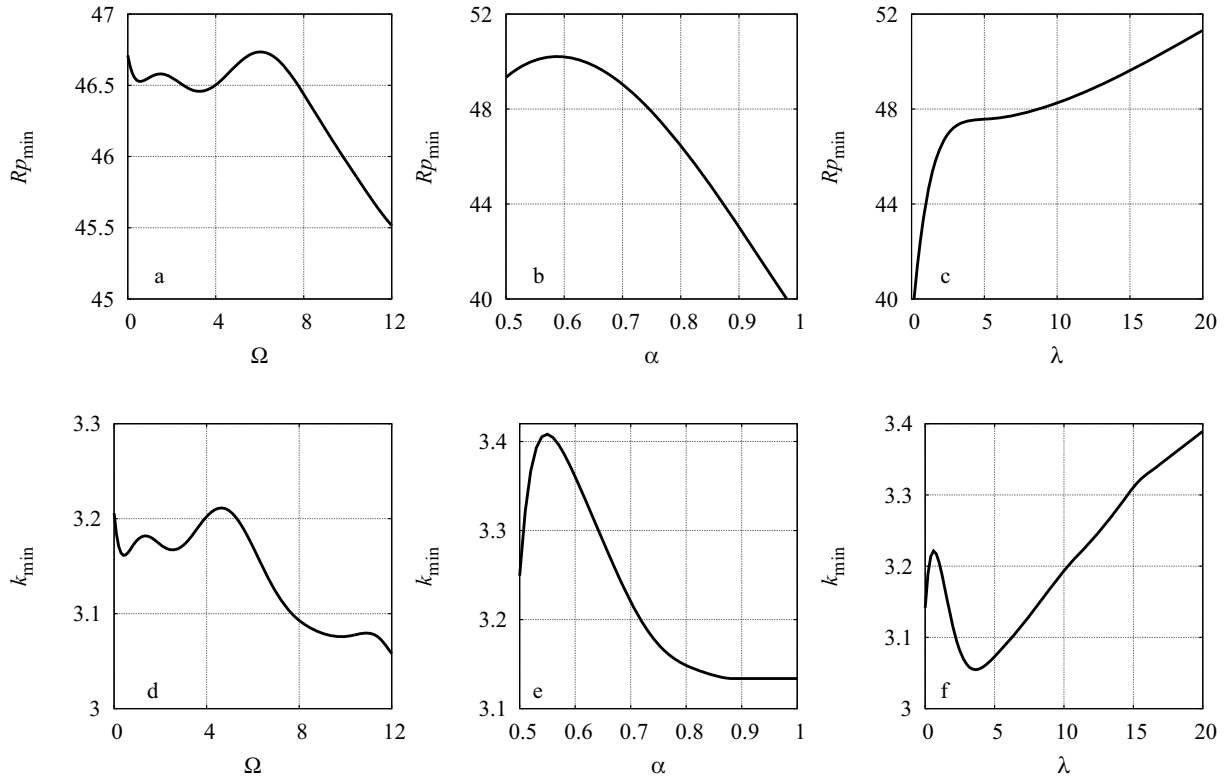 47
46.5
46
45.5
45
Rp_min
a
0 4 8 12
Ω
52
48
44
40
Rp_min
b
0.5 0.6 0.7 0.8 0.9 1
α
52
48
44
40
Rp_min
c
0 5 10 15 20
λ
3.3
3.2
3.1
3
k_min
d
0 4 8 12
Ω
3.4
3.3
3.2
3.1
k_min
e
0.5 0.6 0.7 0.8 0.9 1
α
3.4
3.3
3.2
3.1
3
k_min
f
0 5 10 15 20
λ